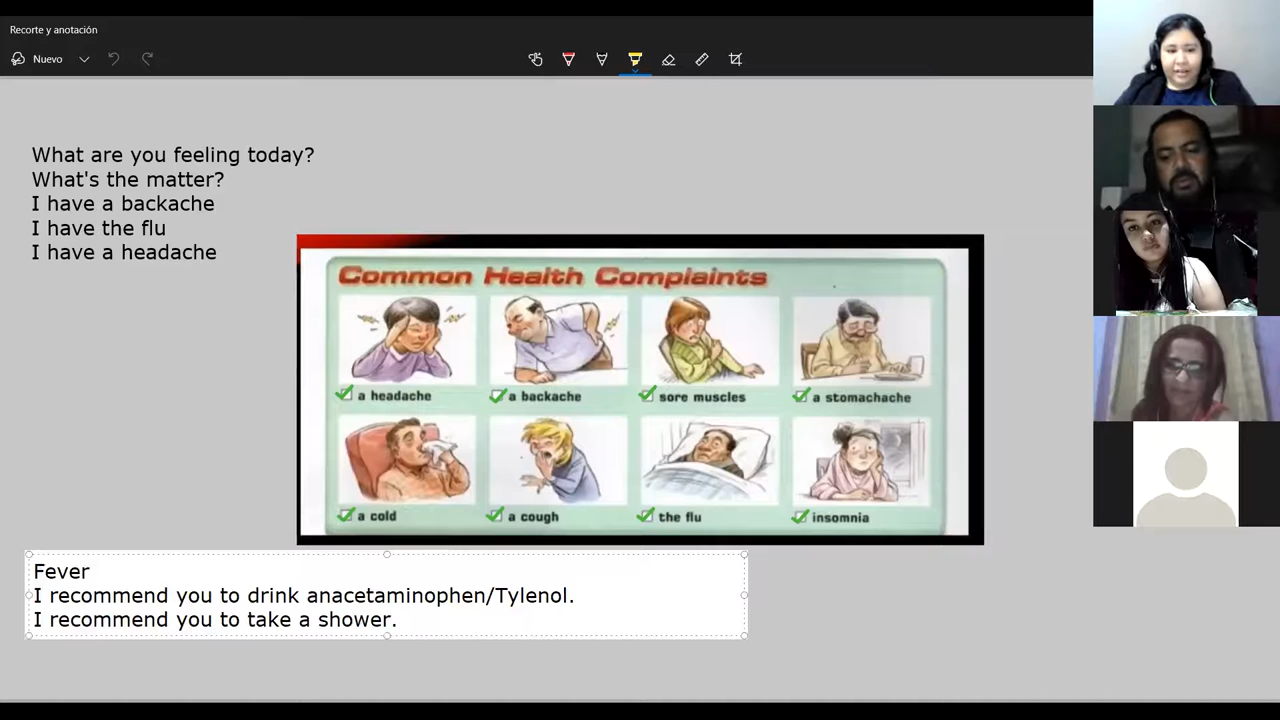 Recorte y anotación
Nuevo
What are you feeling today?
What's the matter?
I have a backache
I have the flu
I have a headache
Common Health Complaints
a headache
a backache
sore muscles
a stomachache
a cold
a cough
the flu
insomnia
Fever
I recommend you to drink anacetaminophen/Tylenol.
I recommend you to take a shower.